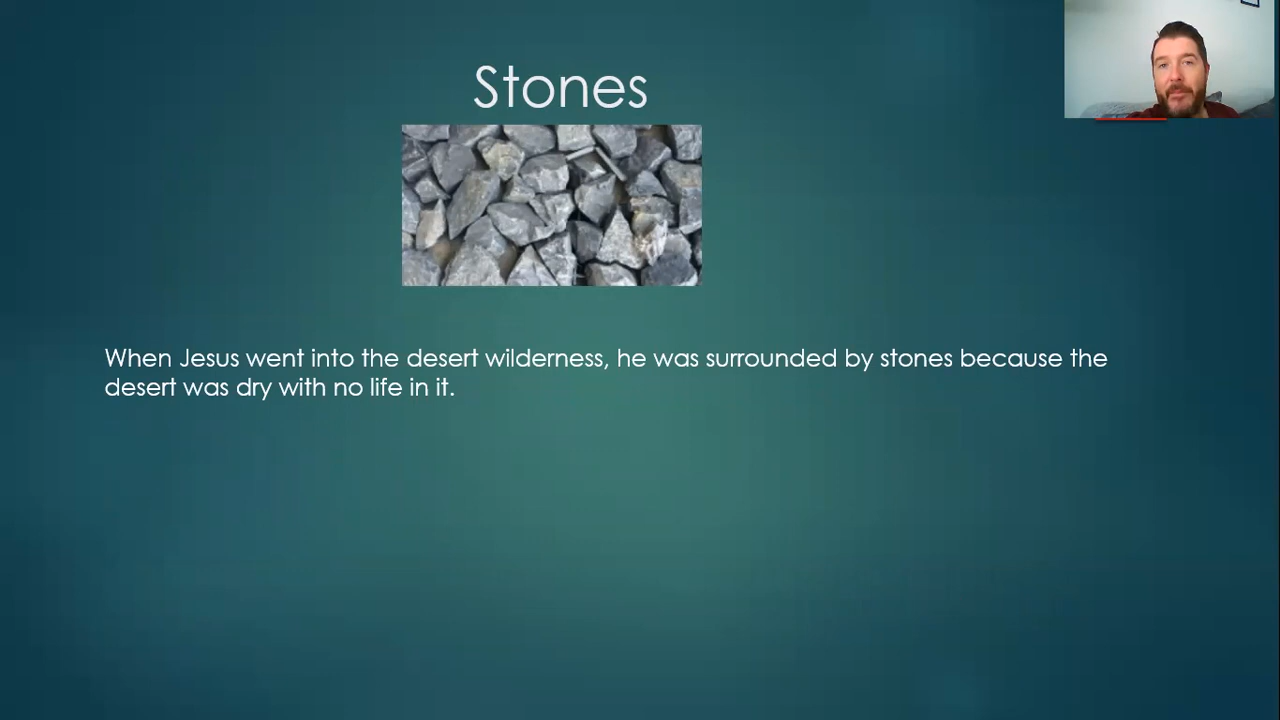 Stones
When Jesus went into the desert wilderness, he was surrounded by stones because the
desert was dry with no life in it.